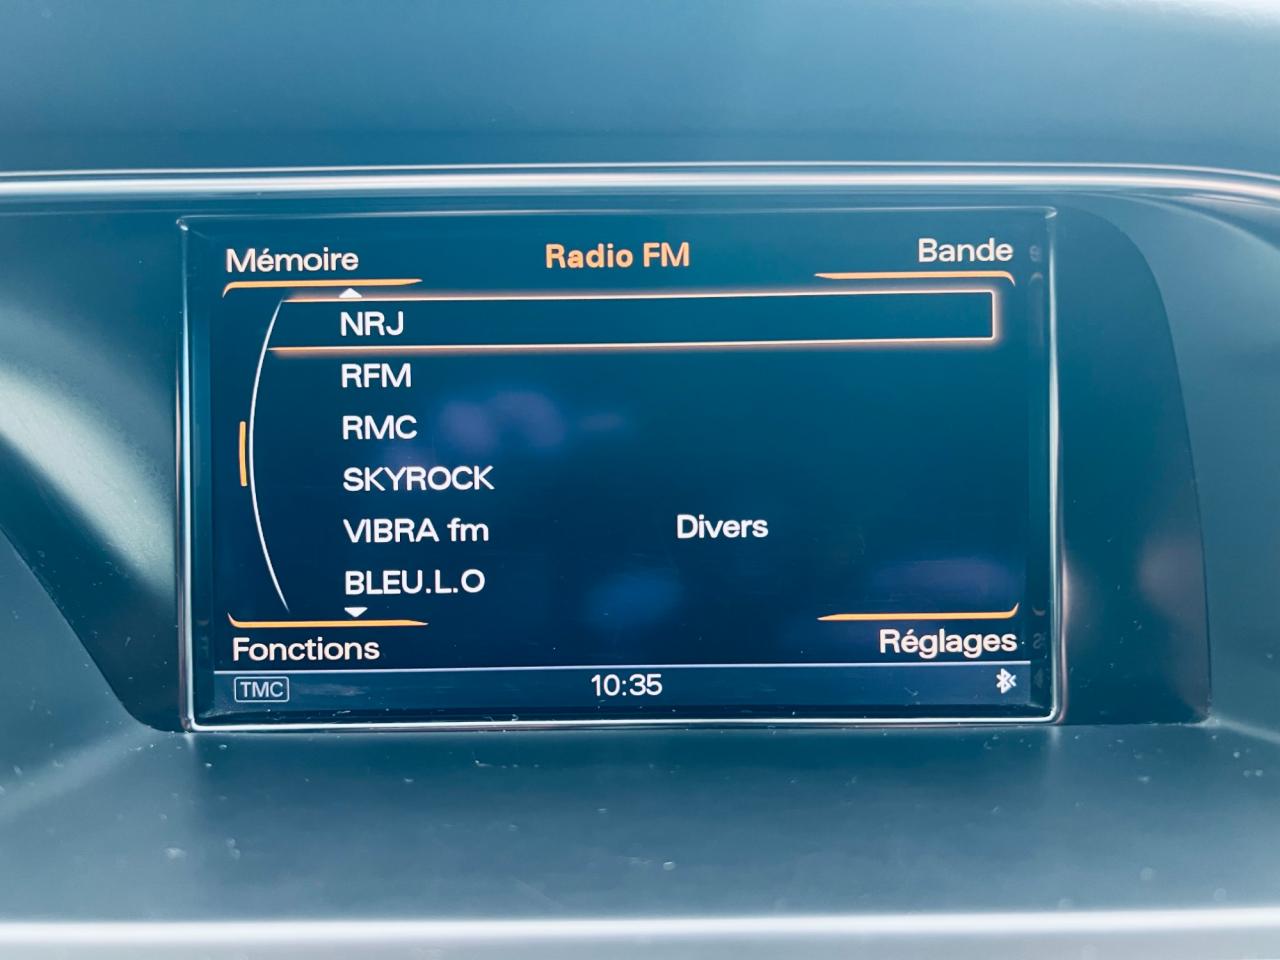 Mémoire Radio FM Bande
NRJ
RFM
RMC
SKYROCK
VIBRA fm Divers
BLEU.L.O
Fonctions Réglages
TMC 10:35